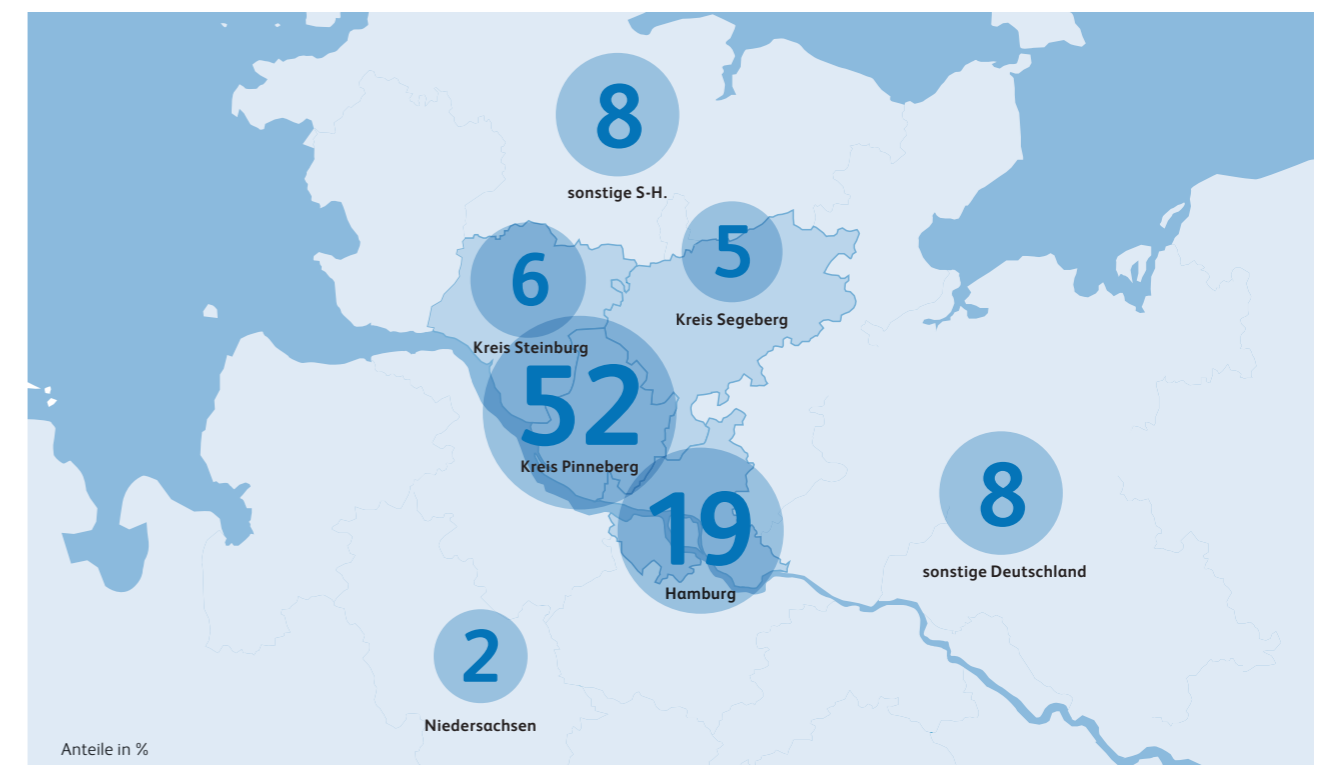 8
sonstige S-H.
5
Kreis Segeberg
6
Kreis Steinburg
52
Kreis Pinneberg
19
Hamburg
8
sonstige Deutschland
2
Niedersachsen
Anteile in %